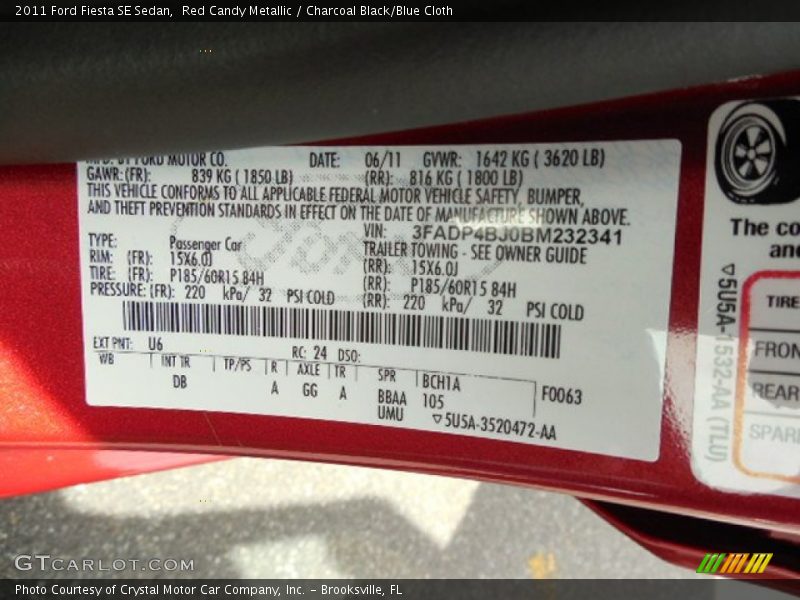 2011 Ford Fiesta SE Sedan, Red Candy Metallic / Charcoal Black/Blue Cloth
MFD. BY FORD MOTOR CO. DATE: 06/11 GVWR: 1642 KG ( 3620 LB)
GAWR:(FR): 839 KG ( 1850 LB) (RR): 816 KG ( 1800 LB)
THIS VEHICLE CONFORMS TO ALL APPLICABLE FEDERAL MOTOR VEHICLE SAFETY, BUMPER,
AND THEFT PREVENTION STANDARDS IN EFFECT ON THE DATE OF MANUFACTURE SHOWN ABOVE.
VIN: 3FADP4BJ0BM232341
TYPE: Passenger Car TRAILER TOWING - SEE OWNER GUIDE
RIM: (FR): 15X6.0J (RR): 15X6.0J
TIRE: (FR): P185/60R15 84H (RR): P185/60R15 84H
PRESSURE: (FR): 220 kPa/ 32 PSI COLD (RR): 220 kPa/ 32 PSI COLD
EXT PNT: U6 RC: 24 DSO:
WB INT TR TP/PS R AXLE TR SPR BCH1A F0063
DB A GG A BBAA 105
UMU ▽5U5A-3520472-AA
The co
an
TIRE
FRON
REAR
SPAR
▽5U5A-1532-AA (TLU)
GTCARLOT.COM
Photo Courtesy of Crystal Motor Car Company, Inc. - Brooksville, FL